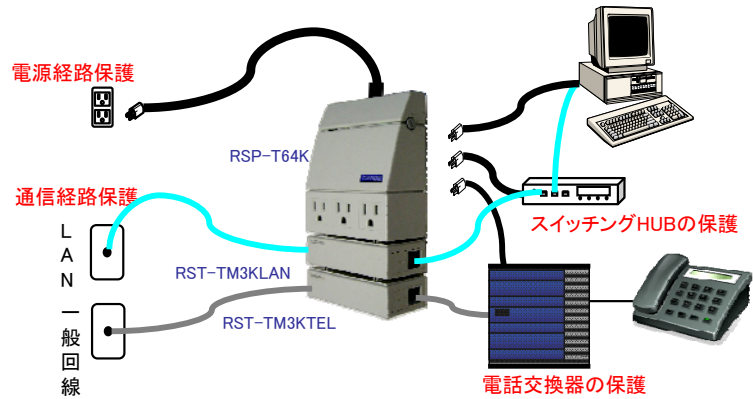 電源経路保護
RSP-T64K
通信経路保護
LAN
スイッチングHUBの保護
RST-TM3KLAN
RST-TM3KTEL
一般回線
電話交換器の保護